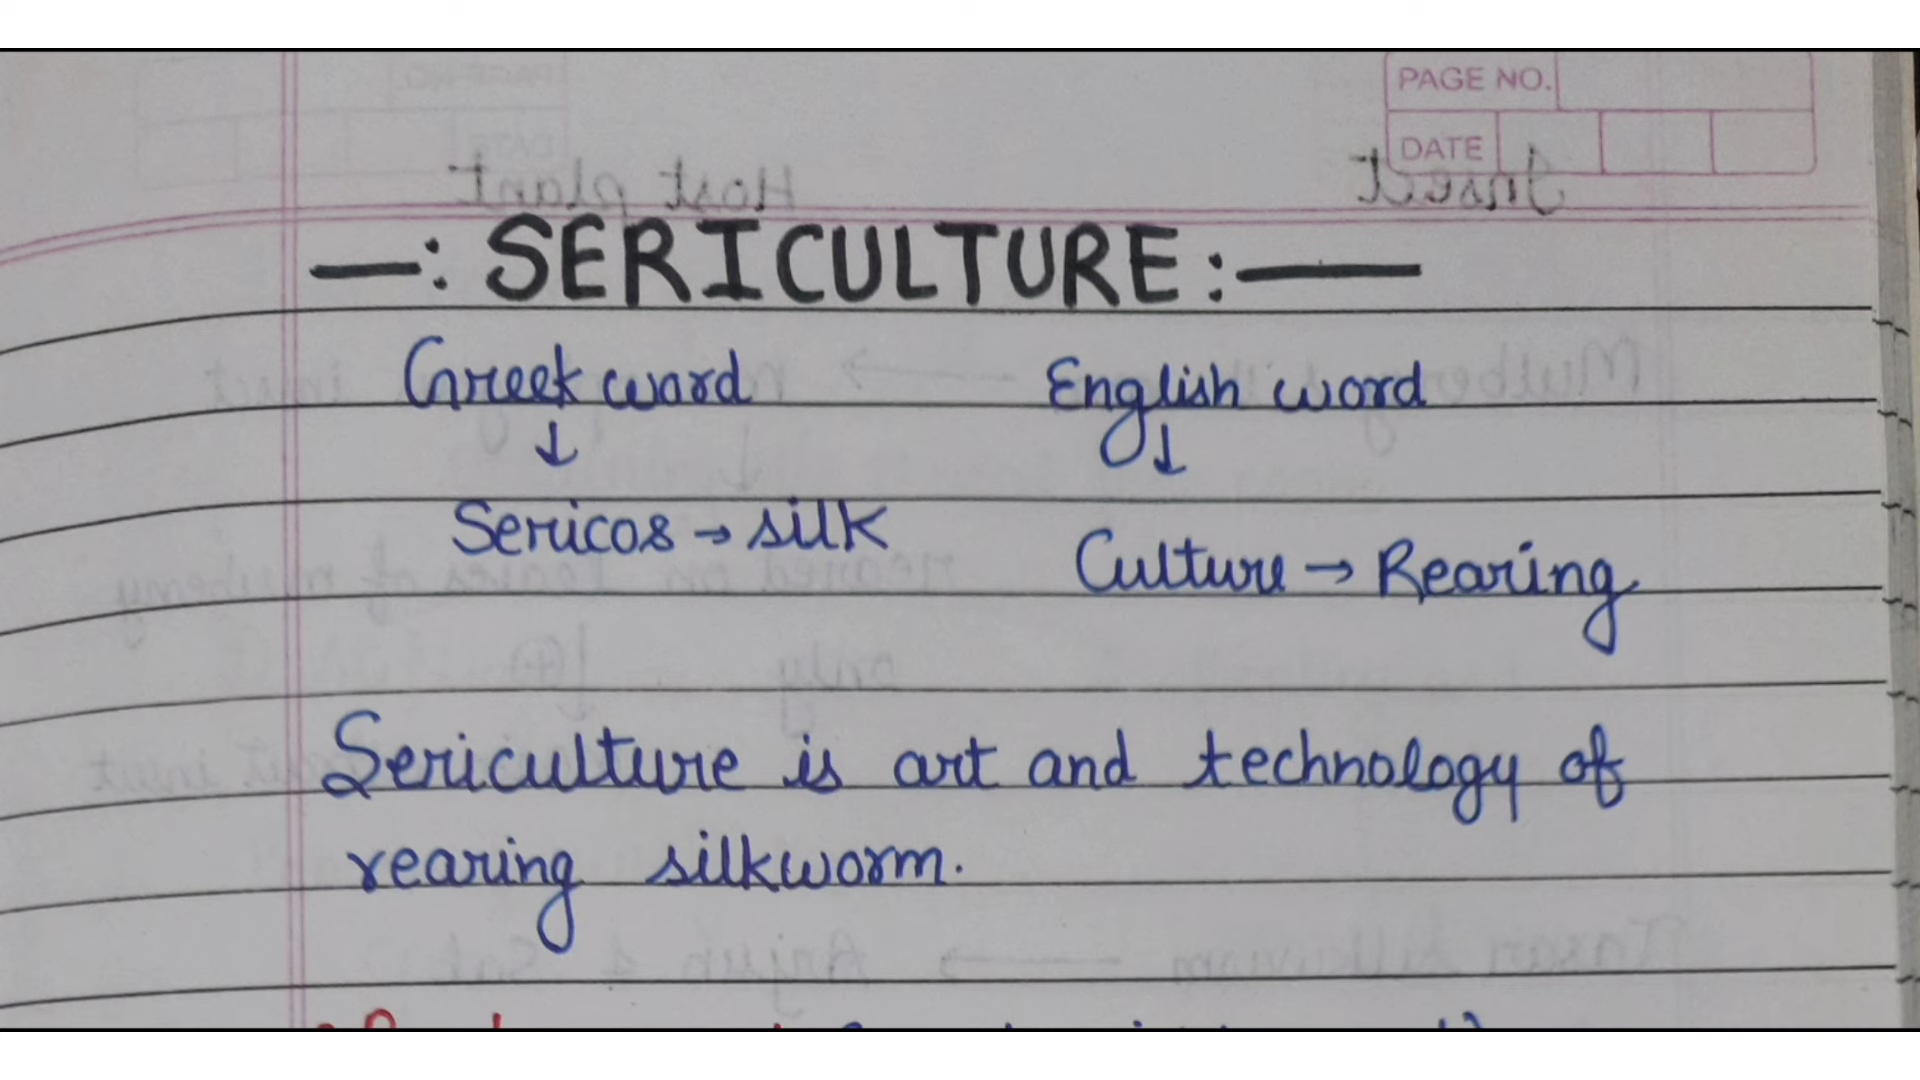 PAGE NO.
DATE
—: SERICULTURE :—
Greek word English word
↓ ↓
Sericos → silk
Culture → Rearing
Sericulture is art and technology of
rearing silkworm.